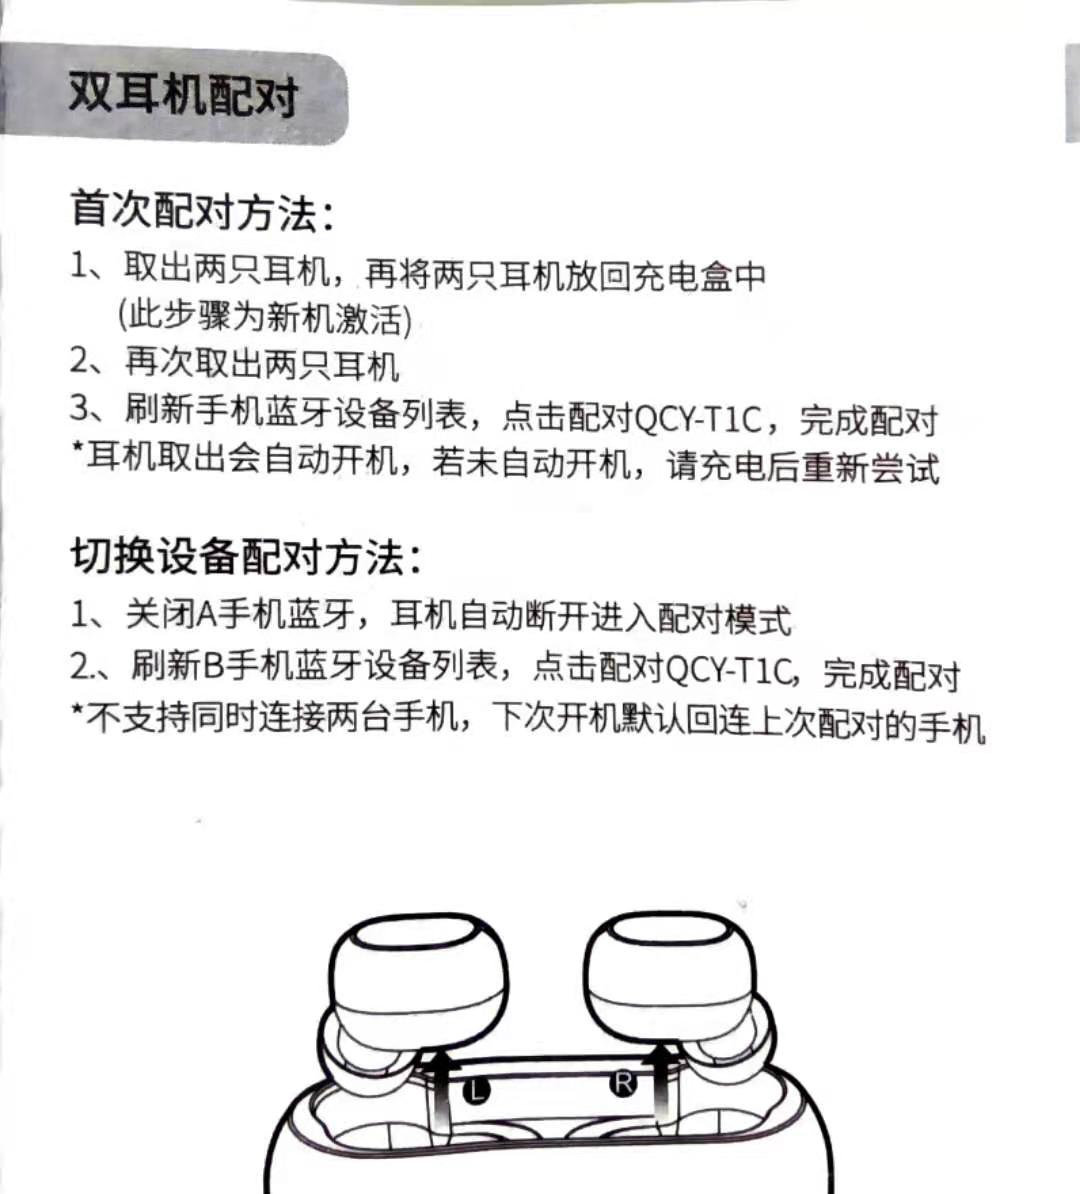 双耳机配对
首次配对方法：
1、取出两只耳机，再将两只耳机放回充电盒中
(此步骤为新机激活)
2、再次取出两只耳机
3、刷新手机蓝牙设备列表，点击配对QCY-T1C，完成配对
*耳机取出会自动开机，若未自动开机，请充电后重新尝试
切换设备配对方法：
1、关闭A手机蓝牙，耳机自动断开进入配对模式
2.、刷新B手机蓝牙设备列表，点击配对QCY-T1C，完成配对
*不支持同时连接两台手机，下次开机默认回连上次配对的手机
L R